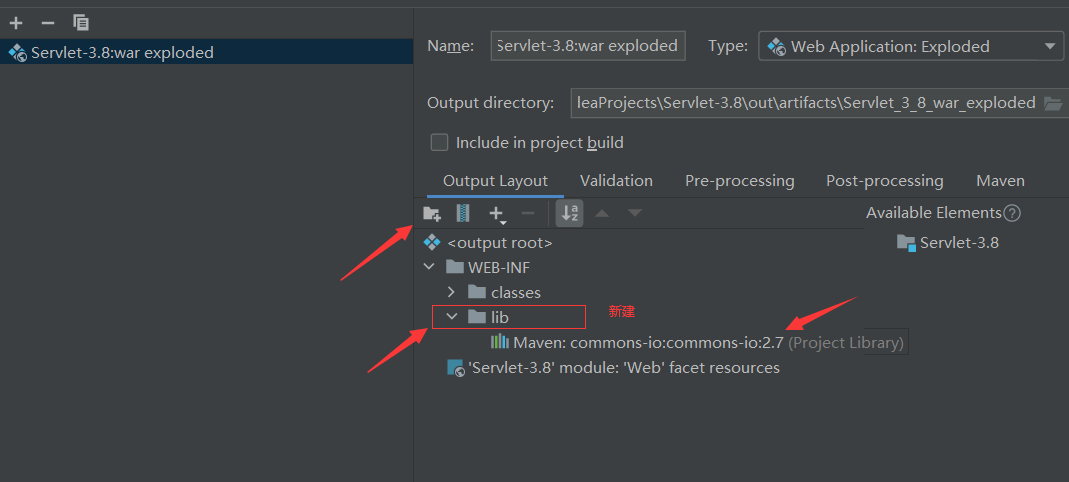 Servlet-3.8:war exploded
Name: Servlet-3.8:war exploded Type: Web Application: Exploded
Output directory: leaProjects\Servlet-3.8\out\artifacts\Servlet_3_8_war_exploded
Include in project build
Output Layout Validation Pre-processing Post-processing Maven
Available Elements
<output root>
Servlet-3.8
WEB-INF
classes
lib 新建
Maven: commons-io:commons-io:2.7 (Project Library)
'Servlet-3.8' module: 'Web' facet resources